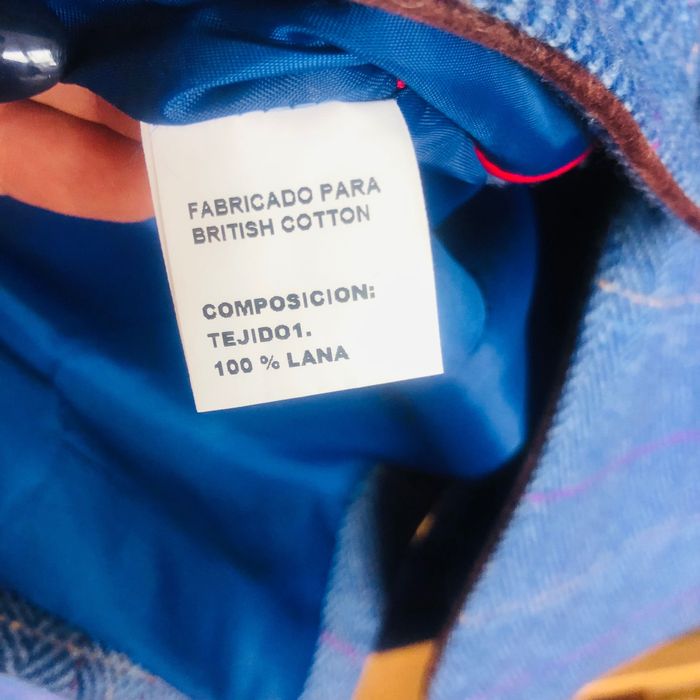 FABRICADO PARA
BRITISH COTTON
COMPOSICION:
TEJIDO1.
100 % LANA